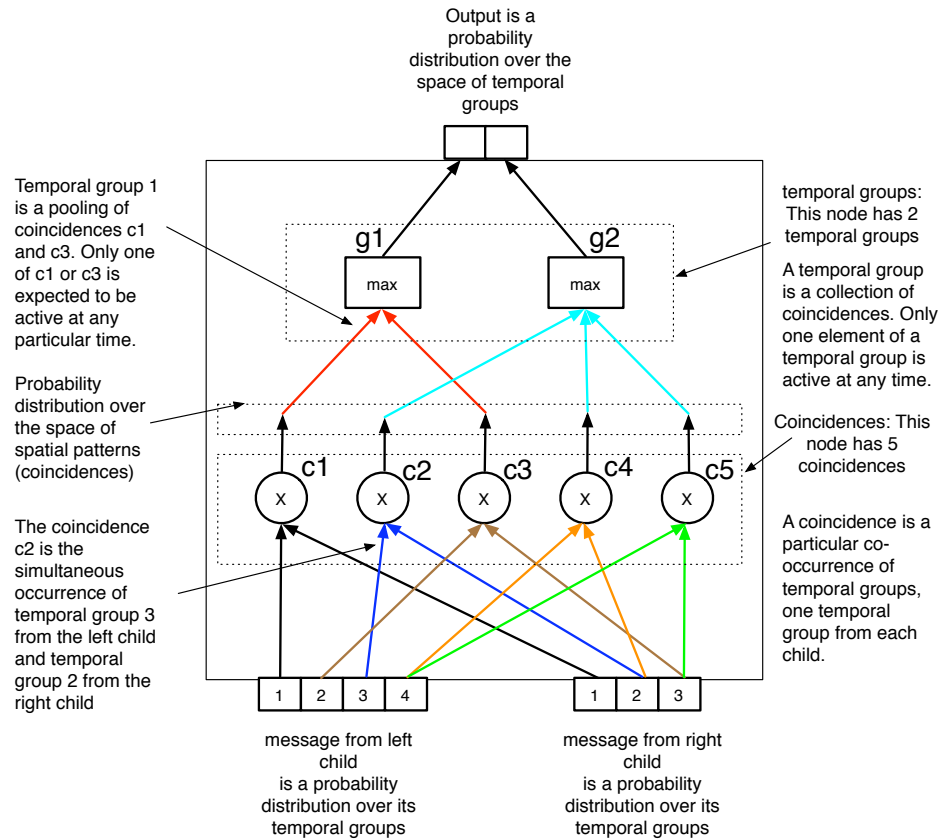 Output is a
probability
distribution over the
space of temporal
groups
Temporal group 1
is a pooling of
coincidences c1
and c3. Only one
of c1 or c3 is
expected to be
active at any
particular time.
Probability
distribution over
the space of
spatial patterns
(coincidences)
The coincidence
c2 is the
simultaneous
occurrence of
temporal group 3
from the left child
and temporal
group 2 from the
right child
g1
g2
max
max
c1
c2
c3
c4
c5
X
X
X
X
X
temporal groups:
This node has 2
temporal groups
A temporal group
is a collection of
coincidences. Only
one element of a
temporal group is
active at any time.
Coincidences: This
node has 5
coincidences
A coincidence is a
particular co-
occurrence of
temporal groups,
one temporal
group from each
child.
1 2 3 4
1 2 3
message from left
child
is a probability
distribution over its
temporal groups
message from right
child
is a probability
distribution over its
temporal groups